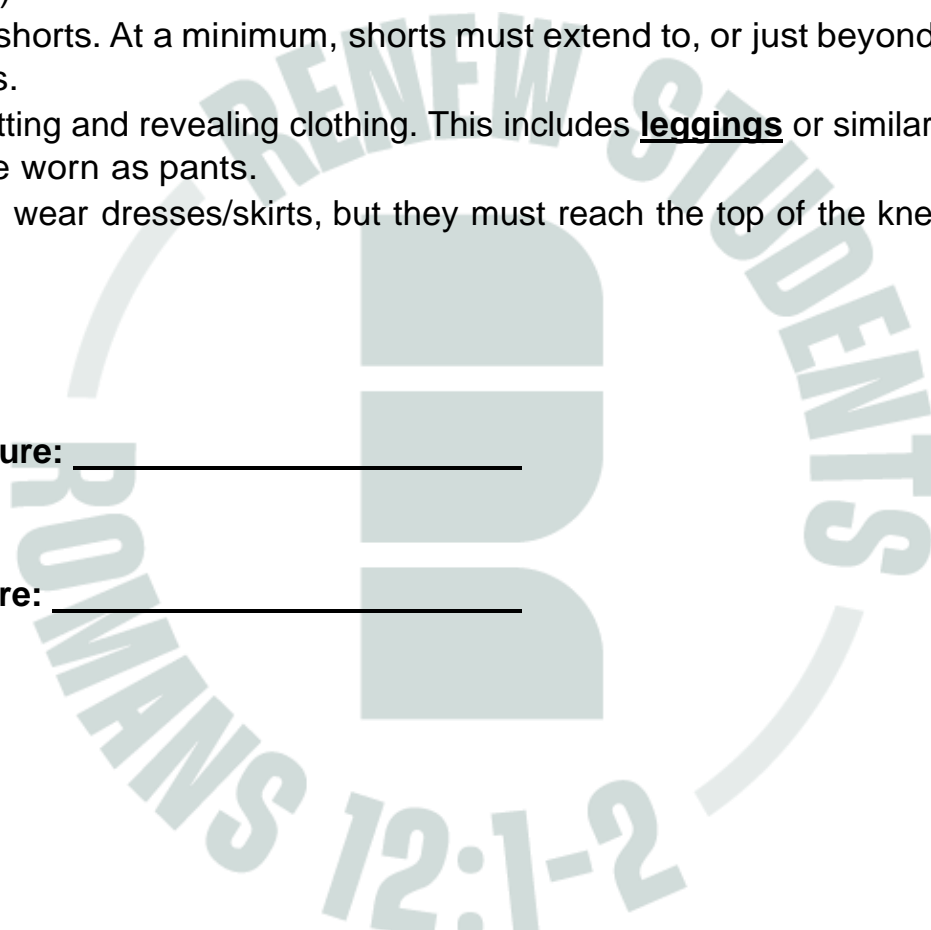 )
shorts. At a minimum, shorts must extend to, or just beyond
s.
tting and revealing clothing. This includes leggings or similar
e worn as pants.
wear dresses/skirts, but they must reach the top of the kne
ure: ____________________
re: ____________________
RENEW STUDENTS
ROMANS 12:1-2